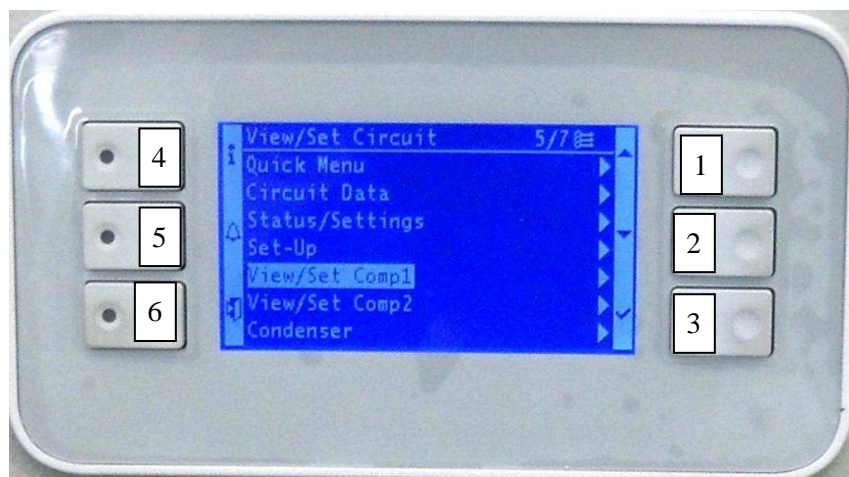 View/Set Circuit 5/7
Quick Menu
Circuit Data
Status/Settings
Set-Up
View/Set Comp1
View/Set Comp2
Condenser
4
5
6
1
2
3
i